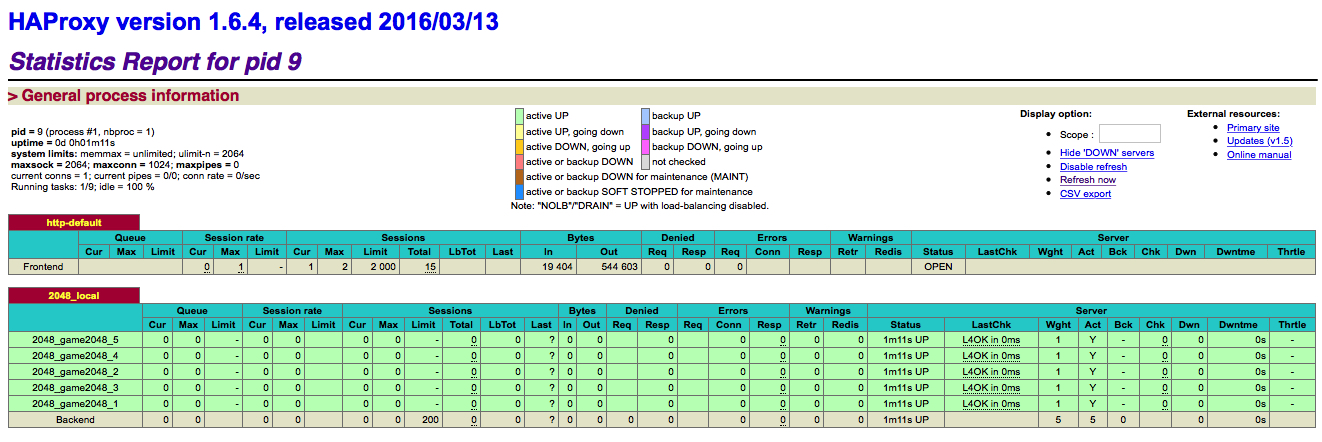 HAProxy version 1.6.4, released 2016/03/13
Statistics Report for pid 9
> General process information
pid = 9 (process #1, nbproc = 1)
uptime = 0d 0h01m11s
system limits: memmax = unlimited; ulimit-n = 2064
maxsock = 2064; maxconn = 1024; maxpipes = 0
current conns = 1; current pipes = 0/0; conn rate = 0/sec
Running tasks: 1/9; idle = 100 %
active UP backup UP
active UP, going down backup UP, going down
active DOWN, going up backup DOWN, going up
active or backup DOWN not checked
active or backup DOWN for maintenance (MAINT)
active or backup SOFT STOPPED for maintenance
Note: "NOLB"/"DRAIN" = UP with load-balancing disabled.
Display option:
• Scope :
• Hide 'DOWN' servers
• Disable refresh
• Refresh now
• CSV export
External resources:
• Primary site
• Updates (v1.5)
• Online manual
http-default
Queue Session rate Sessions Bytes Denied Errors Warnings Server
Cur Max Limit Cur Max Limit Cur Max Limit Total LbTot Last In Out Req Resp Req Conn Resp Retr Redis Status LastChk Wght Act Bck Chk Dwn Dwntme Thrtle
Frontend 0 1 - 1 2 2 000 15 19 404 544 603 0 0 0 OPEN
2048_local
Queue Session rate Sessions Bytes Denied Errors Warnings Server
Cur Max Limit Cur Max Limit Cur Max Limit Total LbTot Last In Out Req Resp Req Conn Resp Retr Redis Status LastChk Wght Act Bck Chk Dwn Dwntme Thrtle
2048_game2048_5 0 0 - 0 0 0 0 - 0 0 ? 0 0 0 0 0 0 0 1m11s UP L4OK in 0ms 1 Y - 0 0 0s -
2048_game2048_4 0 0 - 0 0 0 0 - 0 0 ? 0 0 0 0 0 0 0 1m11s UP L4OK in 0ms 1 Y - 0 0 0s -
2048_game2048_2 0 0 - 0 0 0 0 - 0 0 ? 0 0 0 0 0 0 0 1m11s UP L4OK in 0ms 1 Y - 0 0 0s -
2048_game2048_3 0 0 - 0 0 0 0 - 0 0 ? 0 0 0 0 0 0 0 1m11s UP L4OK in 0ms 1 Y - 0 0 0s -
2048_game2048_1 0 0 - 0 0 0 0 - 0 0 ? 0 0 0 0 0 0 0 1m11s UP L4OK in 0ms 1 Y - 0 0 0s -
Backend 0 0 0 0 0 0 200 0 0 ? 0 0 0 0 0 0 0 0 1m11s UP 5 5 0 0 0s